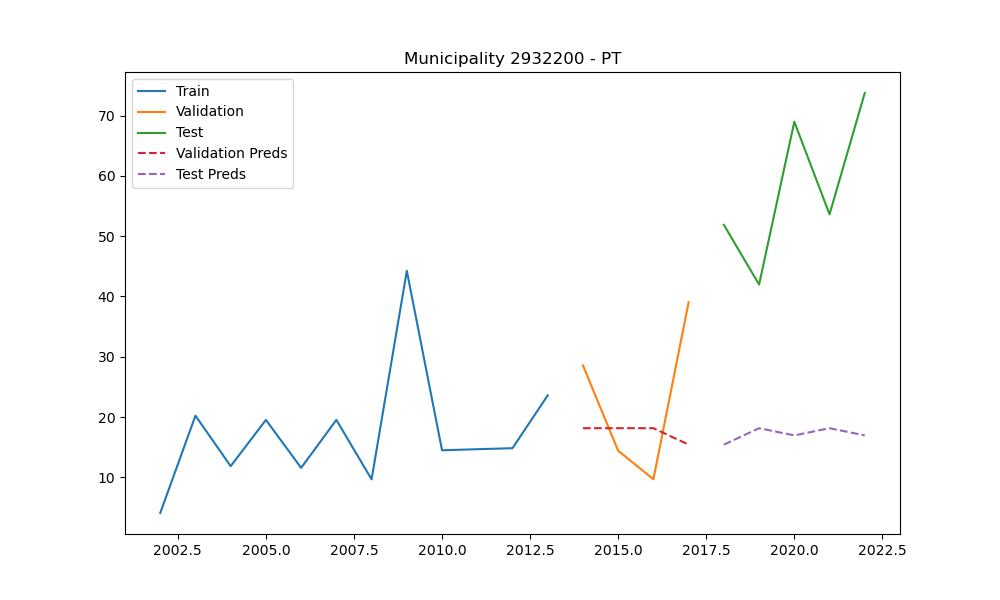 Municipality 2932200 - PT
Train
Validation
Test
Validation Preds
Test Preds
70
60
50
40
30
20
10
2002.5 2005.0 2007.5 2010.0 2012.5 2015.0 2017.5 2020.0 2022.5